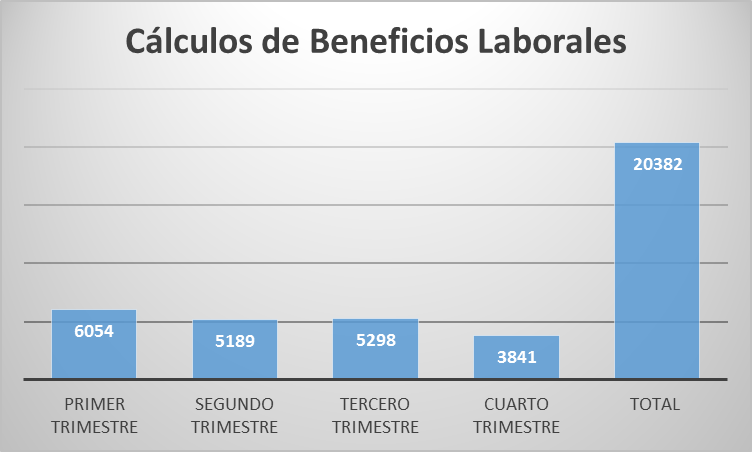 Cálculos de Beneficios Laborales
20382
6054
5189
5298
3841
PRIMER
TRIMESTRE
SEGUNDO
TRIMESTRE
TERCERO
TRIMESTRE
CUARTO
TRIMESTRE
TOTAL